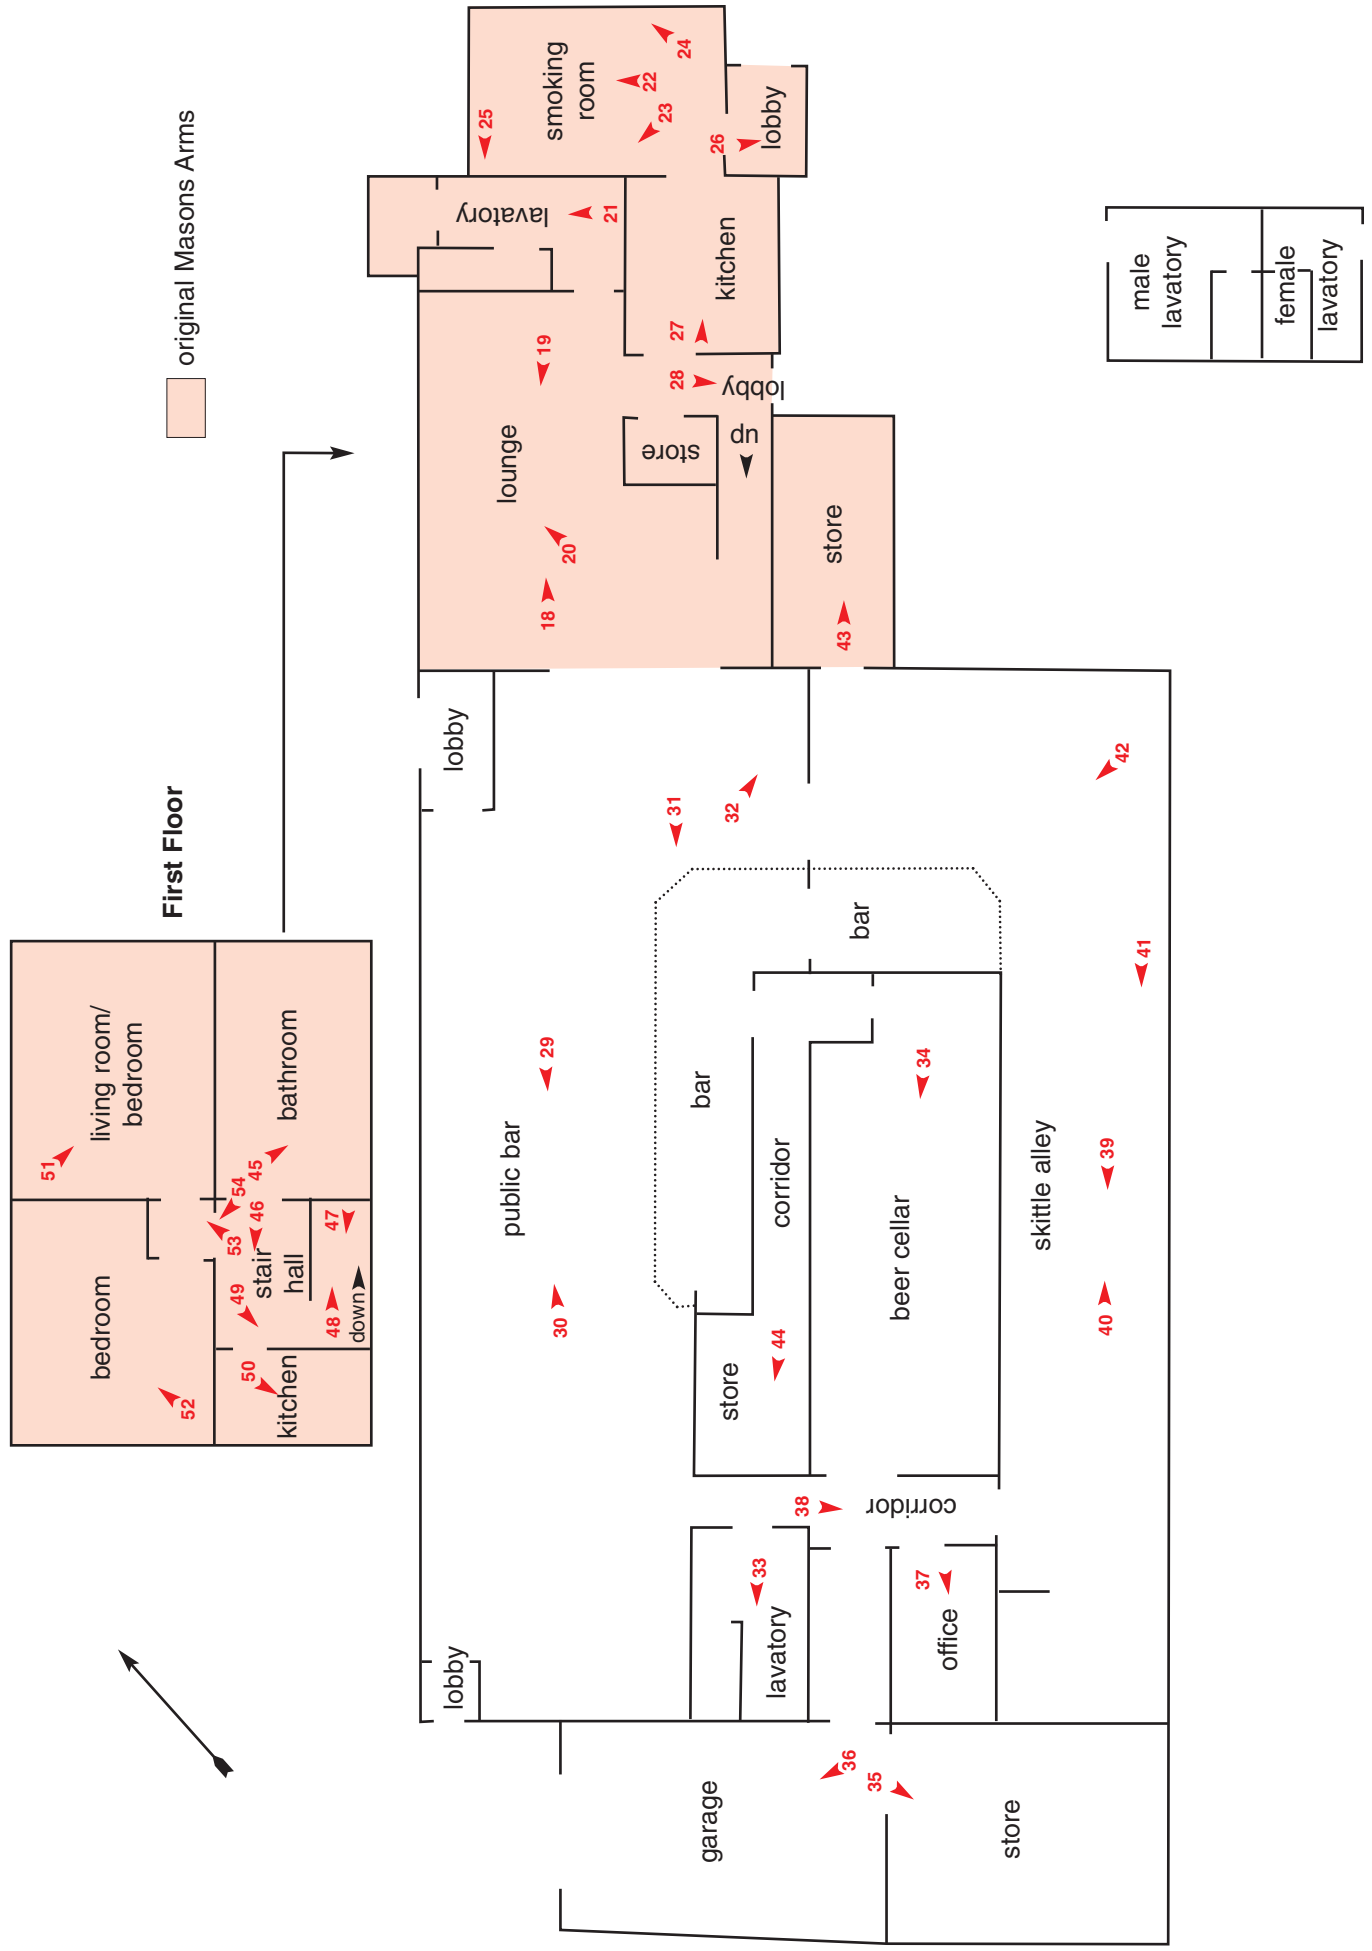 First Floor
original Masons Arms
living room/
bedroom
51
bedroom
52
bathroom
45
54
46
53
stair
hall
47
49
48
down
50
kitchen
smoking
room
24
22
23
25
26
lobby
lavatory
21
kitchen
27
28
lobby
up
store
lounge
19
20
18
store
43
lobby
public bar
29
30
31
32
bar
bar
corridor
beer cellar
34
skittle alley
39
40
41
42
store
44
38
corridor
lobby
33
lavatory
37
office
garage
36
35
store
male
lavatory
female
lavatory